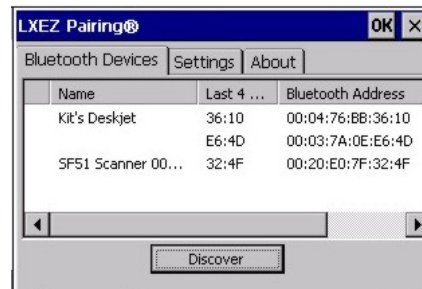 LXEZ Pairing® OK ×
Bluetooth Devices Settings About
Name Last 4 ... Bluetooth Address
Kit's Deskjet 36:10 00:04:76:BB:36:10
E6:4D 00:03:7A:0E:E6:4D
SF51 Scanner 00... 32:4F 00:20:E0:7F:32:4F
Discover